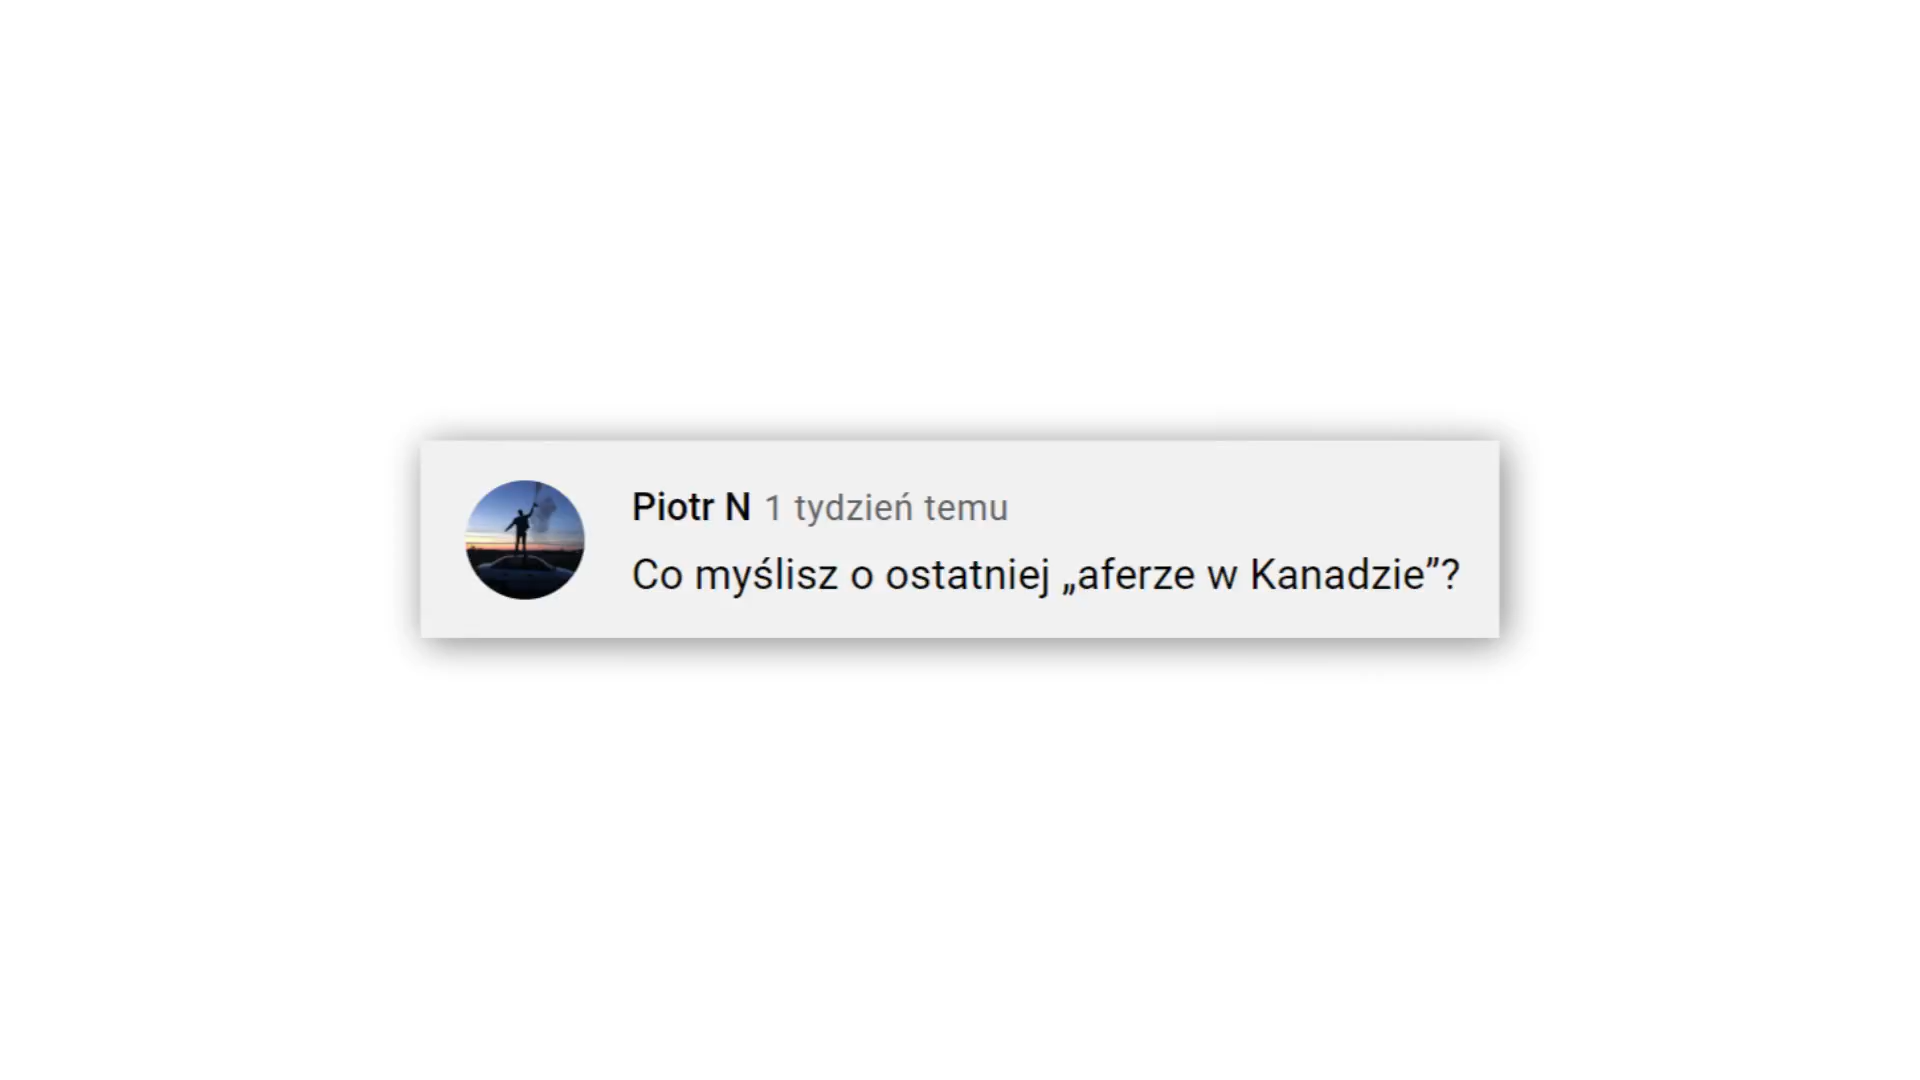 Piotr N 1 tydzień temu
Co myślisz o ostatniej „aferze w Kanadzie”?